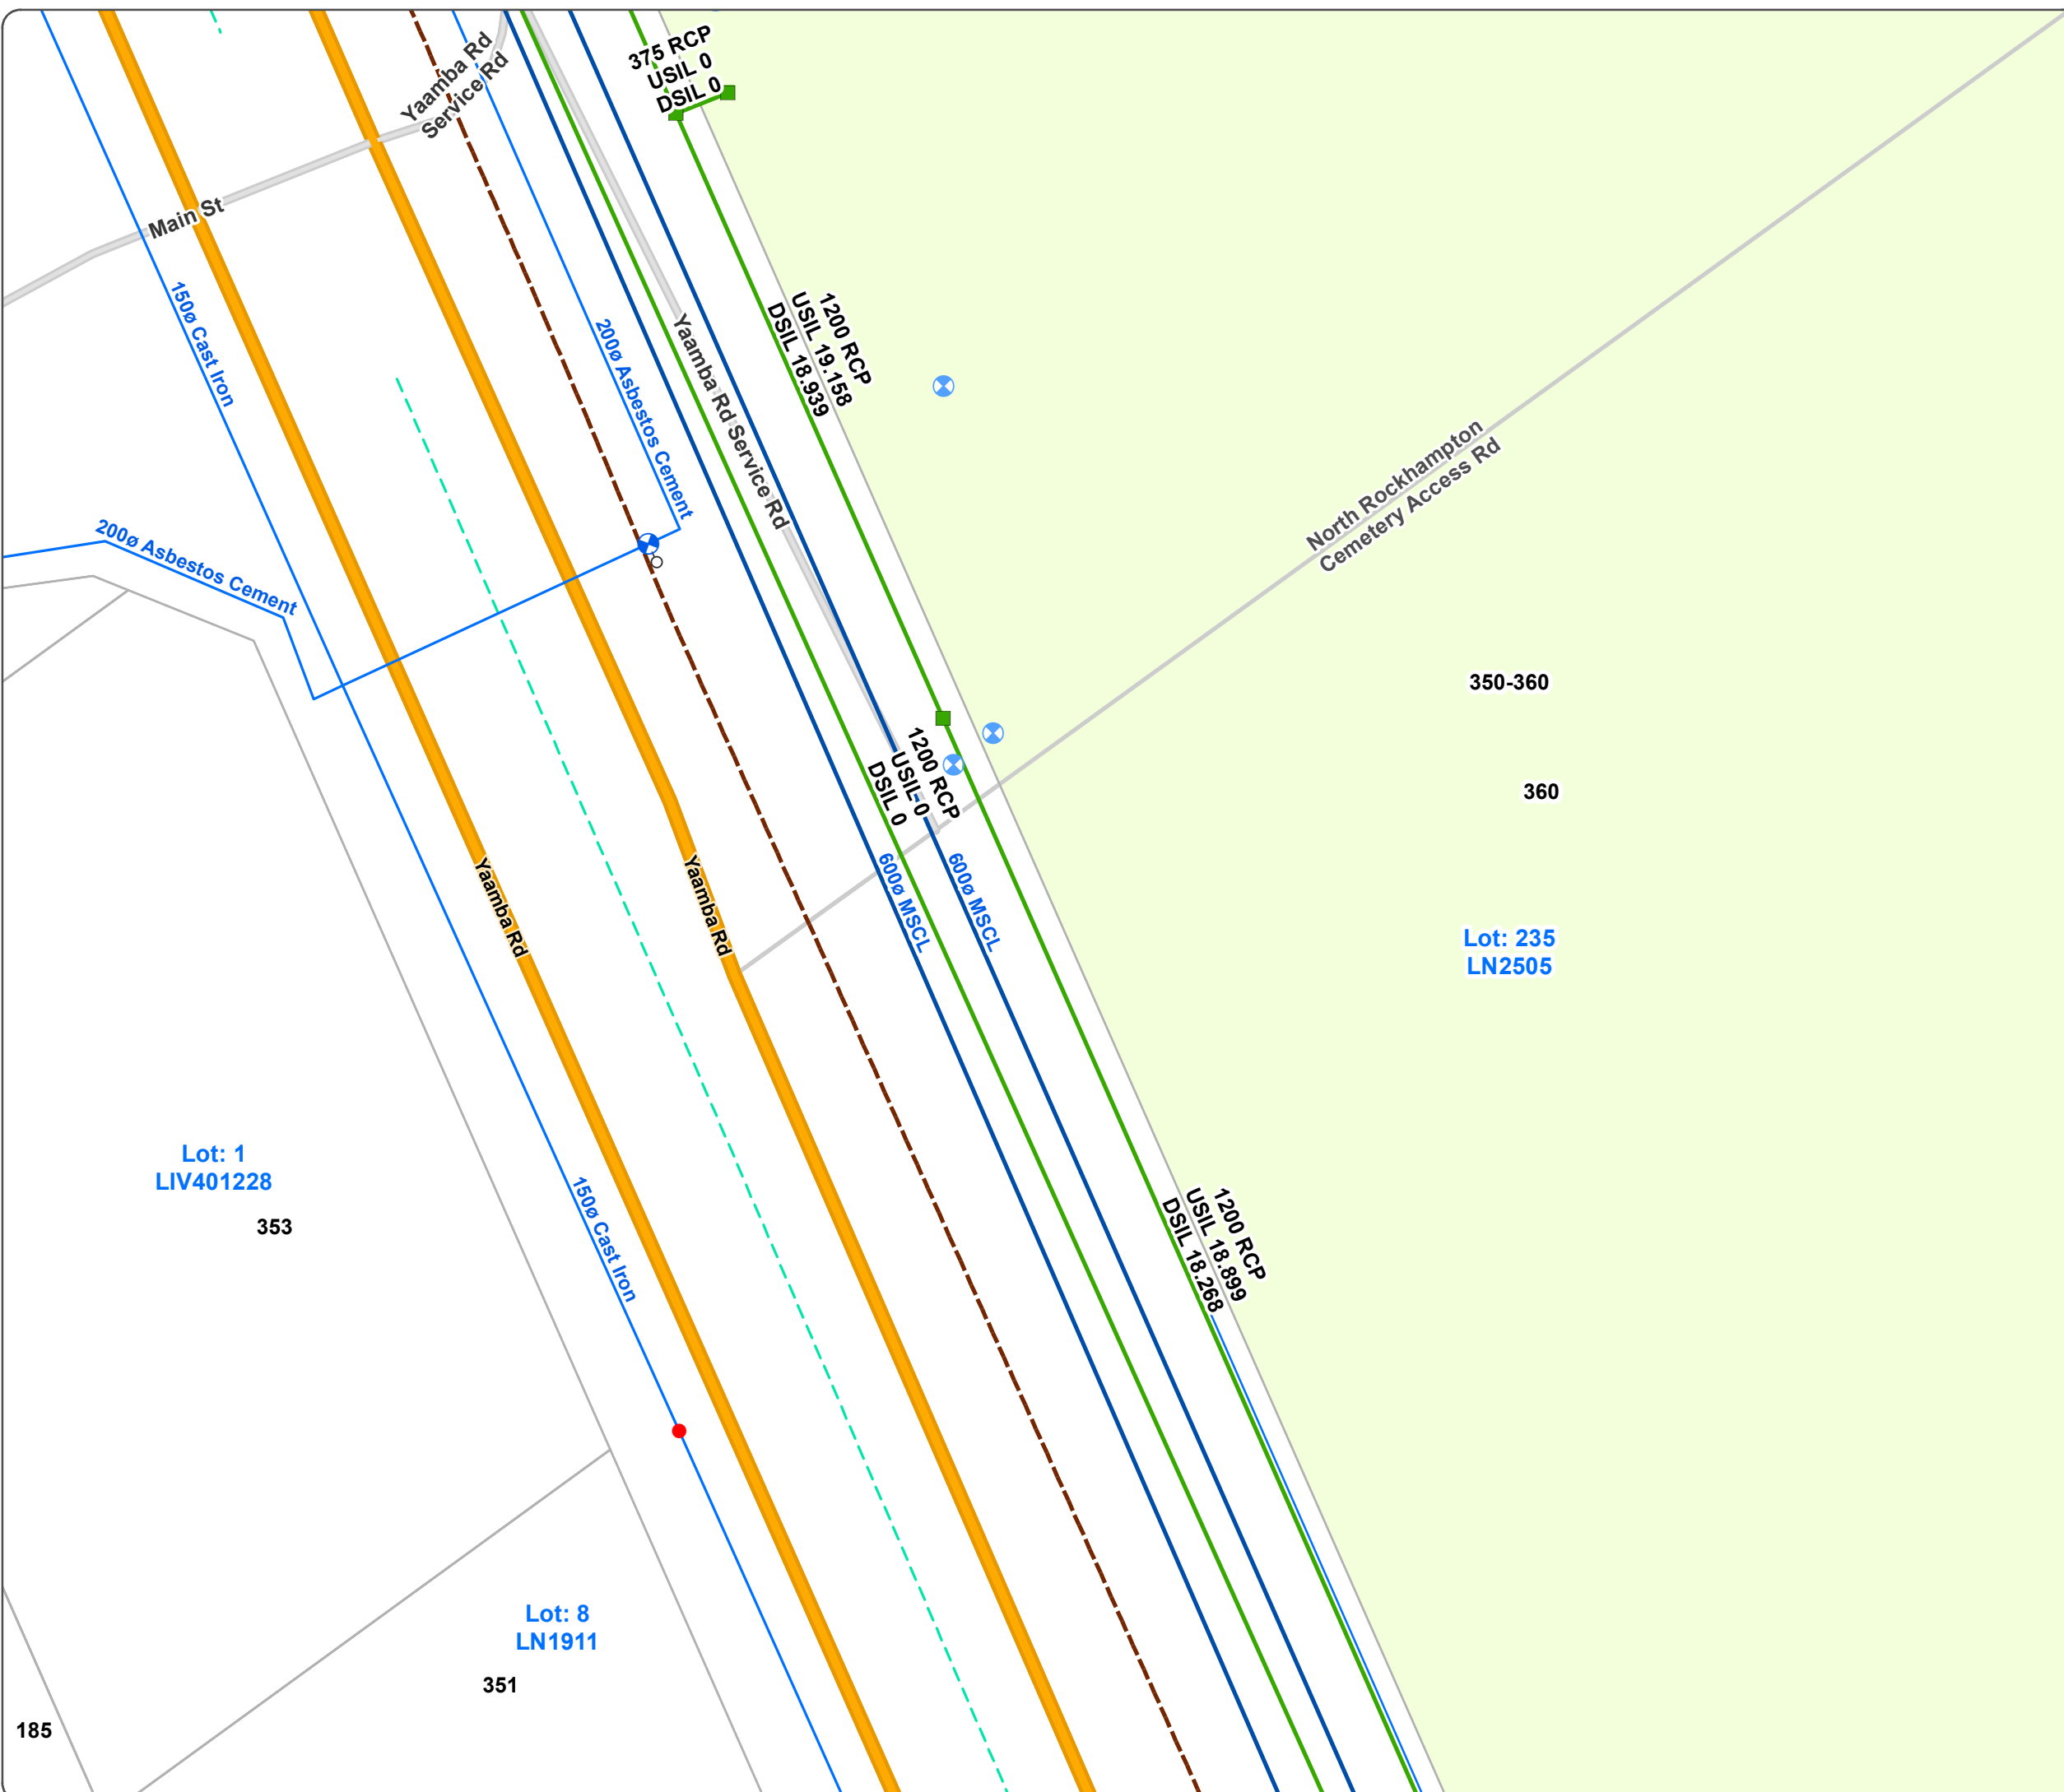 375 RCP
USIL 0
DSIL 0
Yaamba Rd
Service Rd
Main St
150ø Cast Iron
200ø Asbestos Cement
Yaamba Rd Service Rd
1200 RCP
USIL 19.158
DSIL 18.939
North Rockhampton
Cemetery Access Rd
200ø Asbestos Cement
350-360
1200 RCP
USIL 0
DSIL 0
360
600ø MSCL
600ø MSCL
Yaamba Rd
Yaamba Rd
Lot: 235
LN2505
Lot: 1
LIV401228
353
150ø Cast Iron
1200 RCP
USIL 18.899
DSIL 18.268
Lot: 8
LN1911
351
185